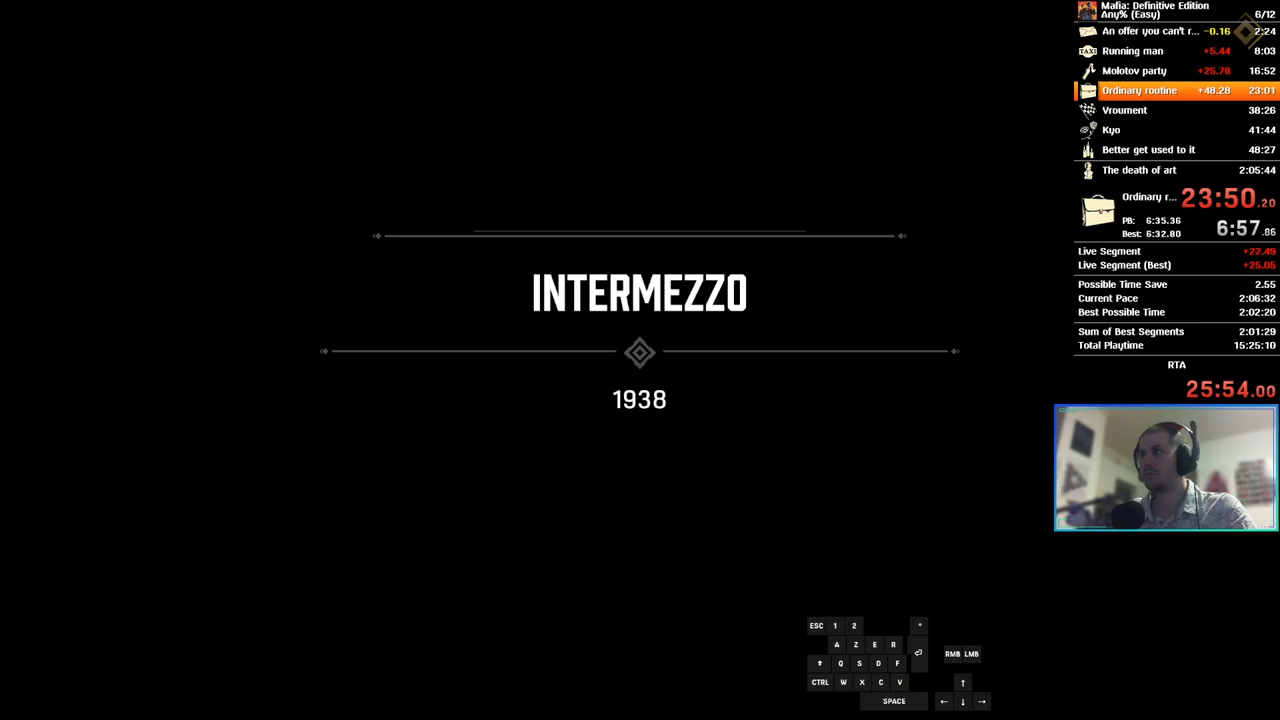 Mafia: Definitive Edition
Any% (Easy) 6/12
An offer you can't r... −0.16 2:24
TAXI Running man +5.44 8:03
Molotov party +25.78 16:52
Ordinary routine +48.28 23:01
Vroument 38:26
Kyo 41:44
Better get used to it 48:27
The death of art 2:05:44
Ordinary r... 23:50.20
PB: 6:35.36
Best: 6:32.80
6:57.86
Live Segment +22.49
Live Segment (Best) +25.05
Possible Time Save 2.55
Current Pace 2:06:32
Best Possible Time 2:02:20
Sum of Best Segments 2:01:29
Total Playtime 15:25:10
RTA
25:54.00
INTERMEZZO
1938
ESC 1 2 °
A Z E R
Q S D F
RMB LMB
CTRL W X C V
SPACE